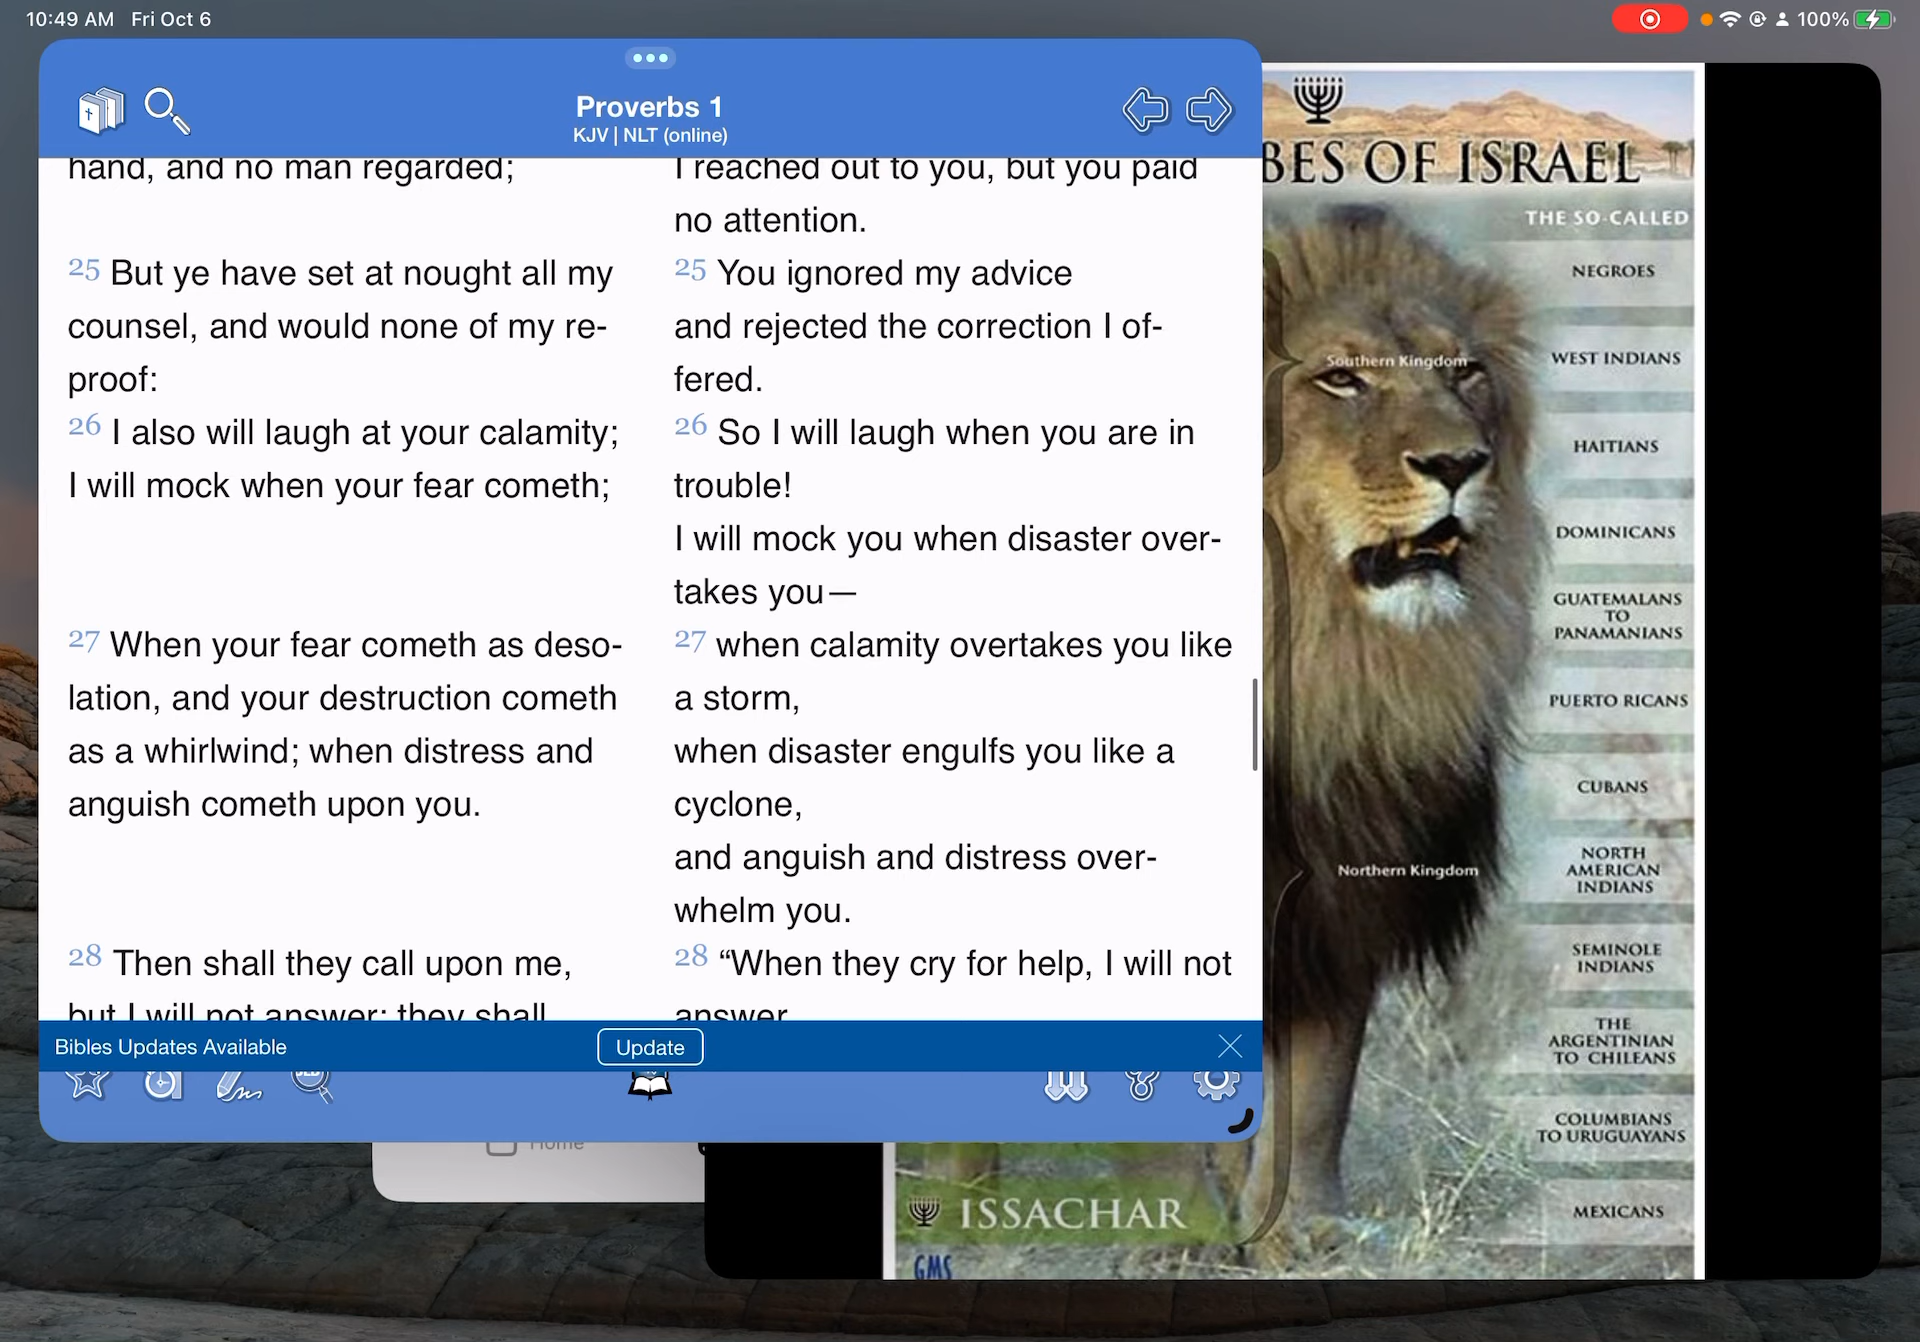 10:49 AM Fri Oct 6
100%
Proverbs 1
KJV | NLT (online)
hand, and no man regarded;
25 But ye have set at nought all my
counsel, and would none of my re-
proof:
26 I also will laugh at your calamity;
I will mock when your fear cometh;
27 When your fear cometh as deso-
lation, and your destruction cometh
as a whirlwind; when distress and
anguish cometh upon you.
28 Then shall they call upon me,
but I will not answer; they shall
I reached out to you, but you paid
no attention.
25 You ignored my advice
and rejected the correction I of-
fered.
26 So I will laugh when you are in
trouble!
I will mock you when disaster over-
takes you—
27 when calamity overtakes you like
a storm,
when disaster engulfs you like a
cyclone,
and anguish and distress over-
whelm you.
28 “When they cry for help, I will not
answer
Bibles Updates Available
Update
Home
BES OF ISRAEL
THE SO-CALLED
NEGROES
Southern Kingdom
WEST INDIANS
HAITIANS
DOMINICANS
GUATEMALANS
TO
PANAMANIANS
PUERTO RICANS
CUBANS
Northern Kingdom
NORTH
AMERICAN
INDIANS
SEMINOLE
INDIANS
THE
ARGENTINIAN
TO CHILEANS
COLUMBIANS
TO URUGUAYANS
ISSACHAR
MEXICANS
GMS